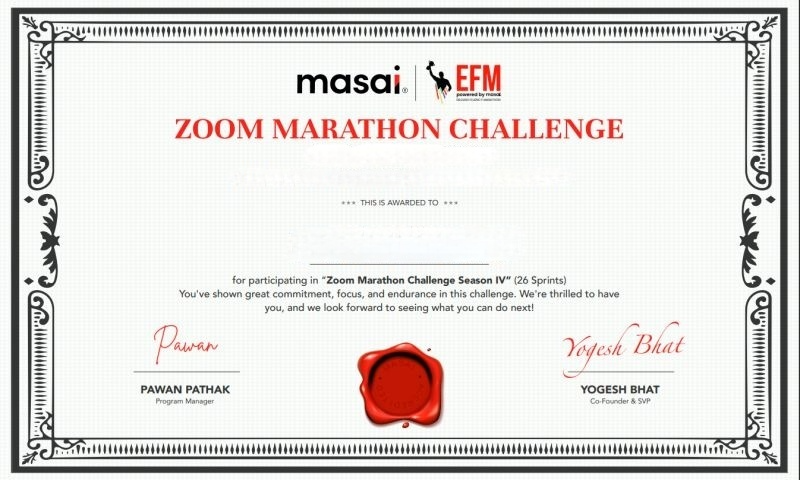 masai
EFM
powered by masai
ZOOM MARATHON CHALLENGE
*** THIS IS AWARDED TO ***
for participating in “Zoom Marathon Challenge Season IV” (26 Sprints)
You've shown great commitment, focus, and endurance in this challenge. We're thrilled to have
you, and we look forward to seeing what you can do next!
Pawan
Yogesh Bhat
PAWAN PATHAK
YOGESH BHAT
Program Manager
Co-Founder & SVP
MASAI